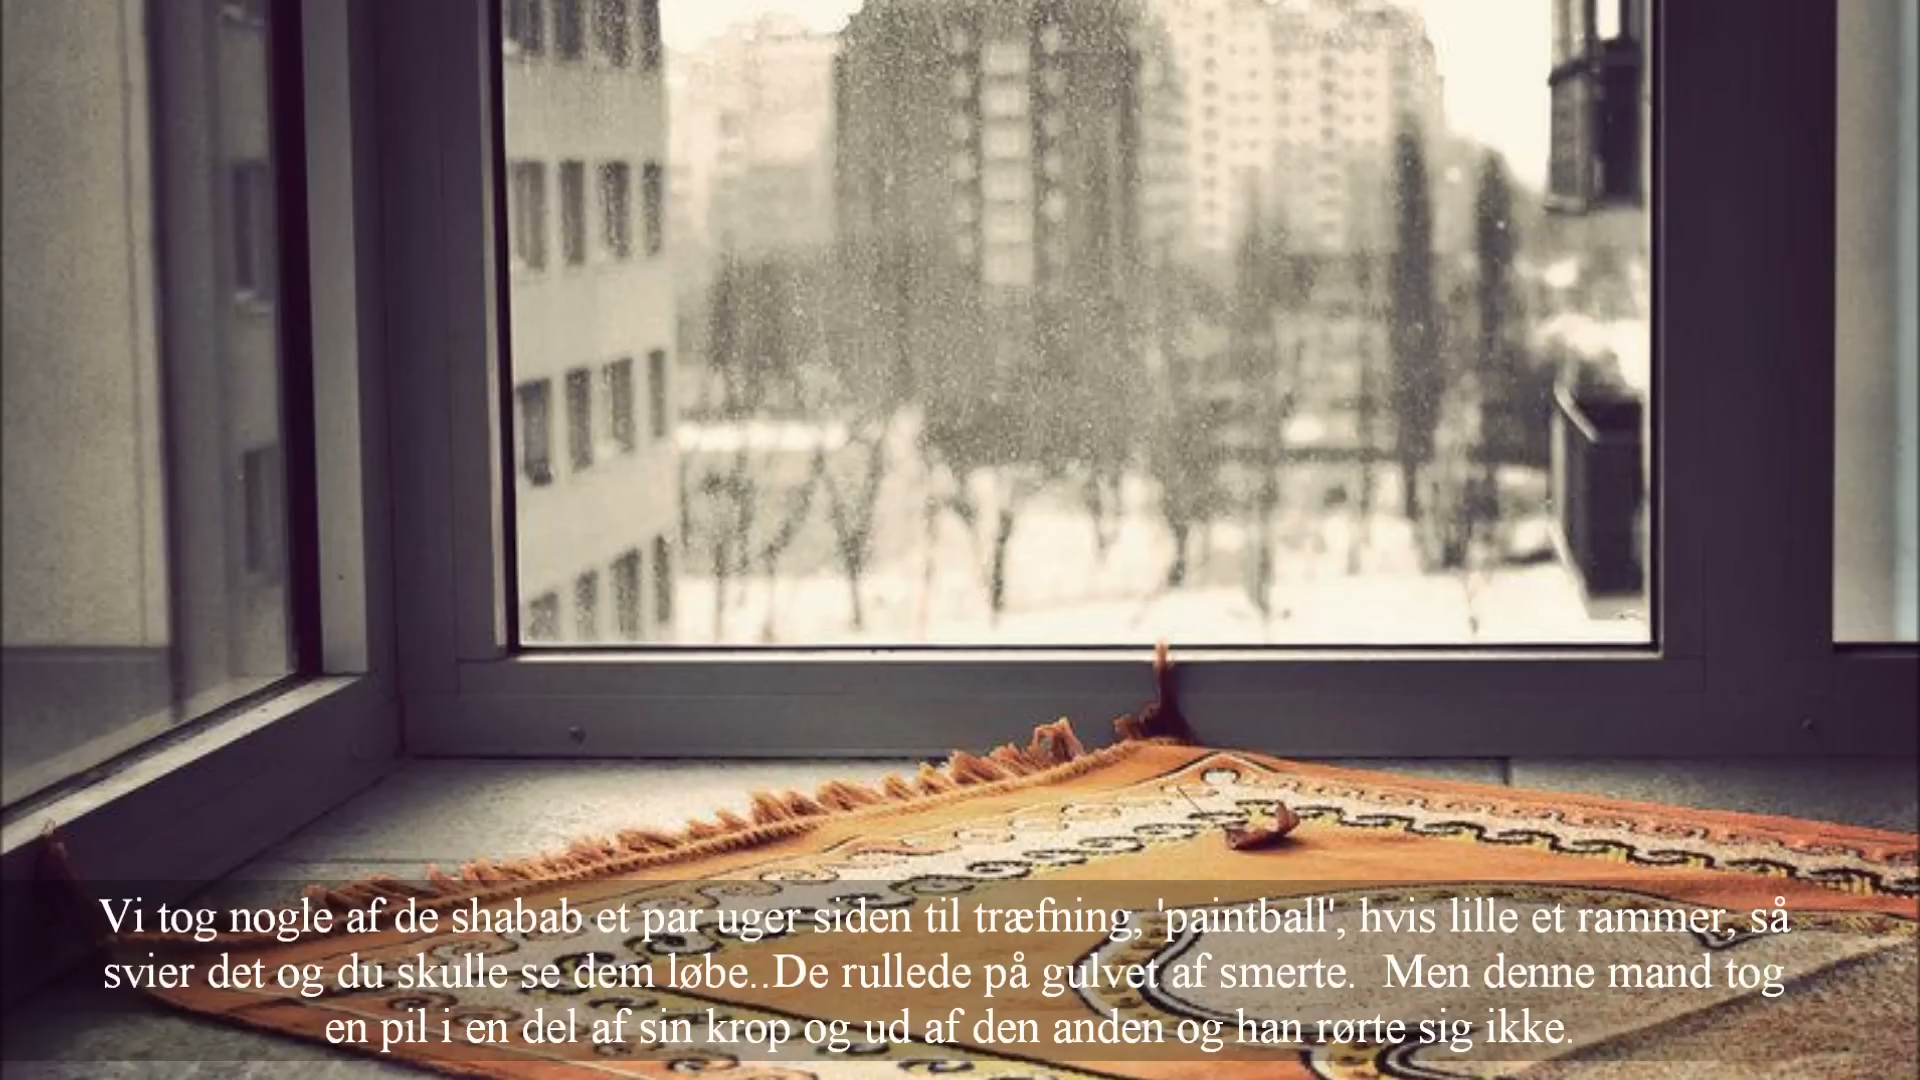 Vi tog nogle af de shabab et par uger siden til træfning, 'paintball', hvis lille et rammer, så
svier det og du skulle se dem løbe..De rullede på gulvet af smerte.  Men denne mand tog
en pil i en del af sin krop og ud af den anden og han rørte sig ikke.